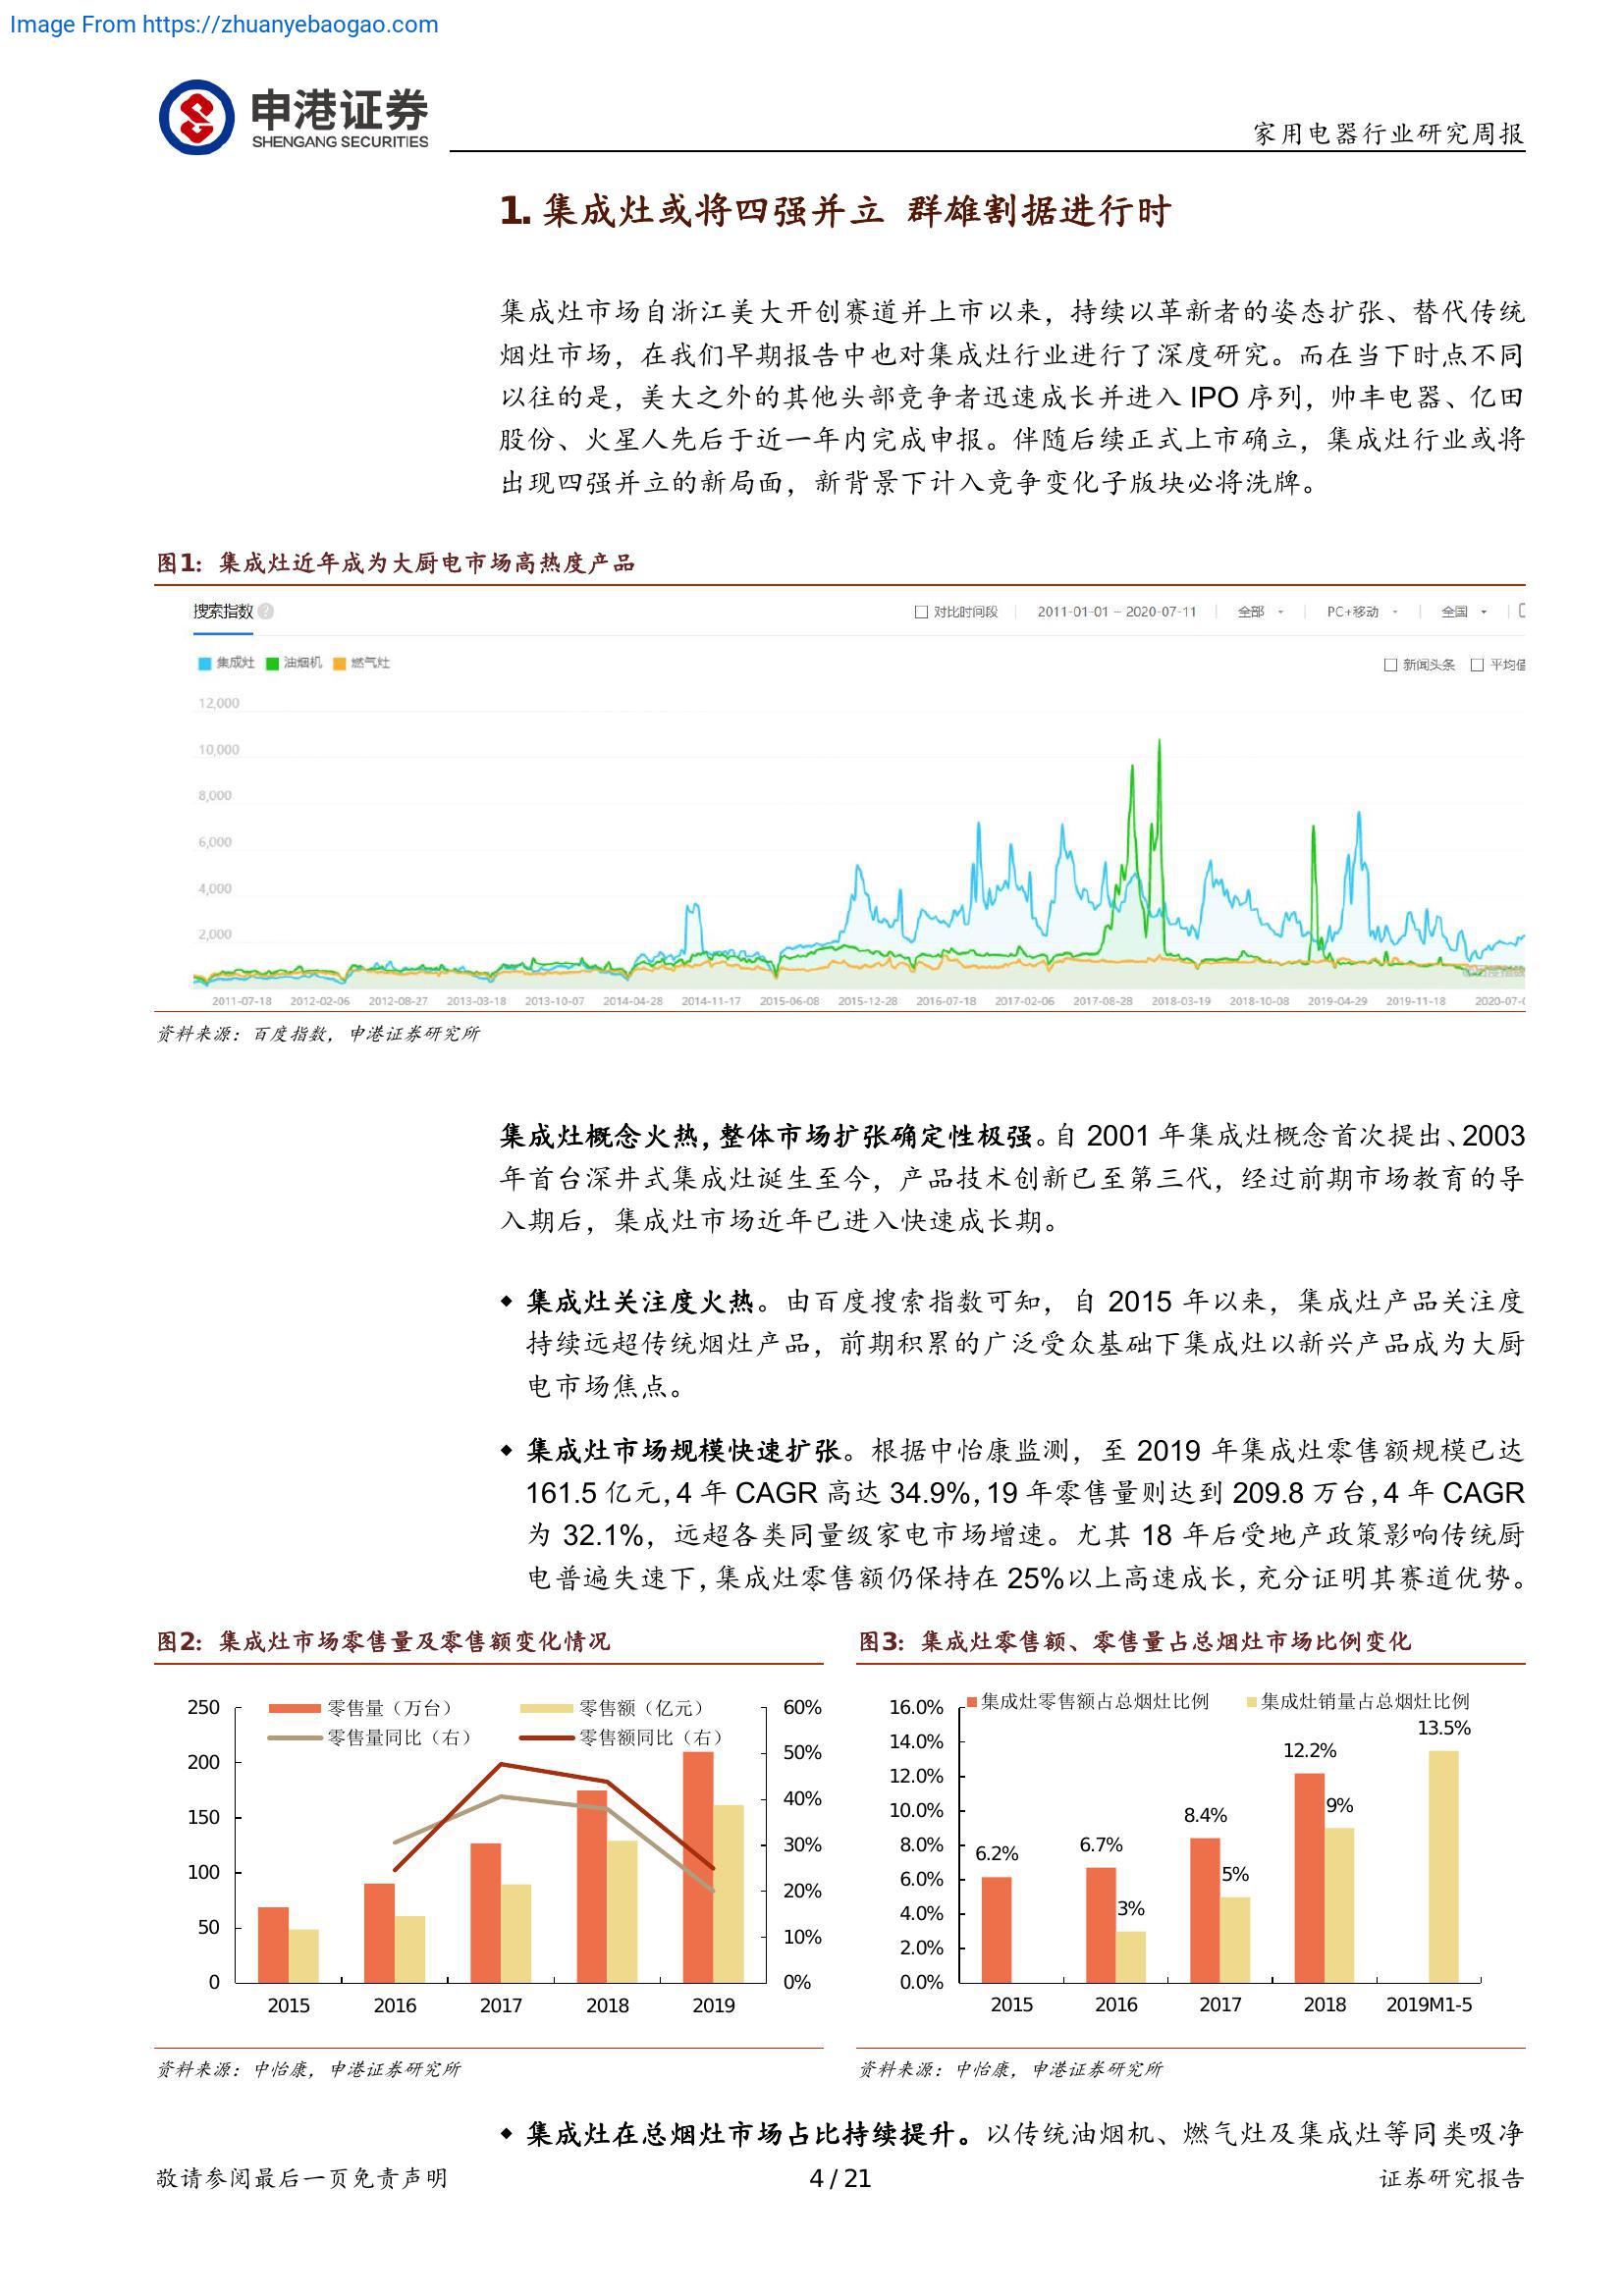 Image From https://zhuanyebaogao.com
申港证券
SHENGANG SECURITIES
家用电器行业研究周报
1. 集成灶或将四强并立 群雄割据进行时
集成灶市场自浙江美大开创赛道并上市以来，持续以革新者的姿态扩张、替代传统
烟灶市场，在我们早期报告中也对集成灶行业进行了深度研究。而在当下时点不同
以往的是，美大之外的其他头部竞争者迅速成长并进入 IPO 序列，帅丰电器、亿田
股份、火星人先后于近一年内完成申报。伴随后续正式上市确立，集成灶行业或将
出现四强并立的新局面，新背景下计入竞争变化子版块必将洗牌。
图1: 集成灶近年成为大厨电市场高热度产品
搜索指数 ?
对比时间段 2011-01-01 – 2020-07-11 全部 PC+移动 全国
集成灶 油烟机 燃气灶
新闻头条 平均值
12,000
10,000
8,000
6,000
4,000
2,000
2011-07-18 2012-02-06 2012-08-27 2013-03-18 2013-10-07 2014-04-28 2014-11-17 2015-06-08 2015-12-28 2016-07-18 2017-02-06 2017-08-28 2018-03-19 2018-10-08 2019-04-29 2019-11-18 2020-07-0
资料来源：百度指数，申港证券研究所
集成灶概念火热，整体市场扩张确定性极强。自 2001 年集成灶概念首次提出、2003
年首台深井式集成灶诞生至今，产品技术创新已至第三代，经过前期市场教育的导
入期后，集成灶市场近年已进入快速成长期。
◆ 集成灶关注度火热。由百度搜索指数可知，自 2015 年以来，集成灶产品关注度
持续远超传统烟灶产品，前期积累的广泛受众基础下集成灶以新兴产品成为大厨
电市场焦点。
◆ 集成灶市场规模快速扩张。根据中怡康监测，至 2019 年集成灶零售额规模已达
161.5 亿元，4 年 CAGR 高达 34.9%，19 年零售量则达到 209.8 万台，4 年 CAGR
为 32.1%，远超各类同量级家电市场增速。尤其 18 年后受地产政策影响传统厨
电普遍失速下，集成灶零售额仍保持在 25%以上高速成长，充分证明其赛道优势。
图2: 集成灶市场零售量及零售额变化情况
零售量（万台） 零售额（亿元）
零售量同比（右） 零售额同比（右）
250
200
150
100
50
0
60%
50%
40%
30%
20%
10%
0%
2015 2016 2017 2018 2019
资料来源：中怡康，申港证券研究所
图3: 集成灶零售额、零售量占总烟灶市场比例变化
集成灶零售额占总烟灶比例 集成灶销量占总烟灶比例
16.0%
14.0%
12.0%
10.0%
8.0%
6.0%
4.0%
2.0%
0.0%
6.2%
6.7%
3%
8.4%
5%
12.2%
9%
13.5%
2015 2016 2017 2018 2019M1-5
资料来源：中怡康，申港证券研究所
◆ 集成灶在总烟灶市场占比持续提升。以传统油烟机、燃气灶及集成灶等同类吸净
敬请参阅最后一页免责声明
4 / 21
证券研究报告